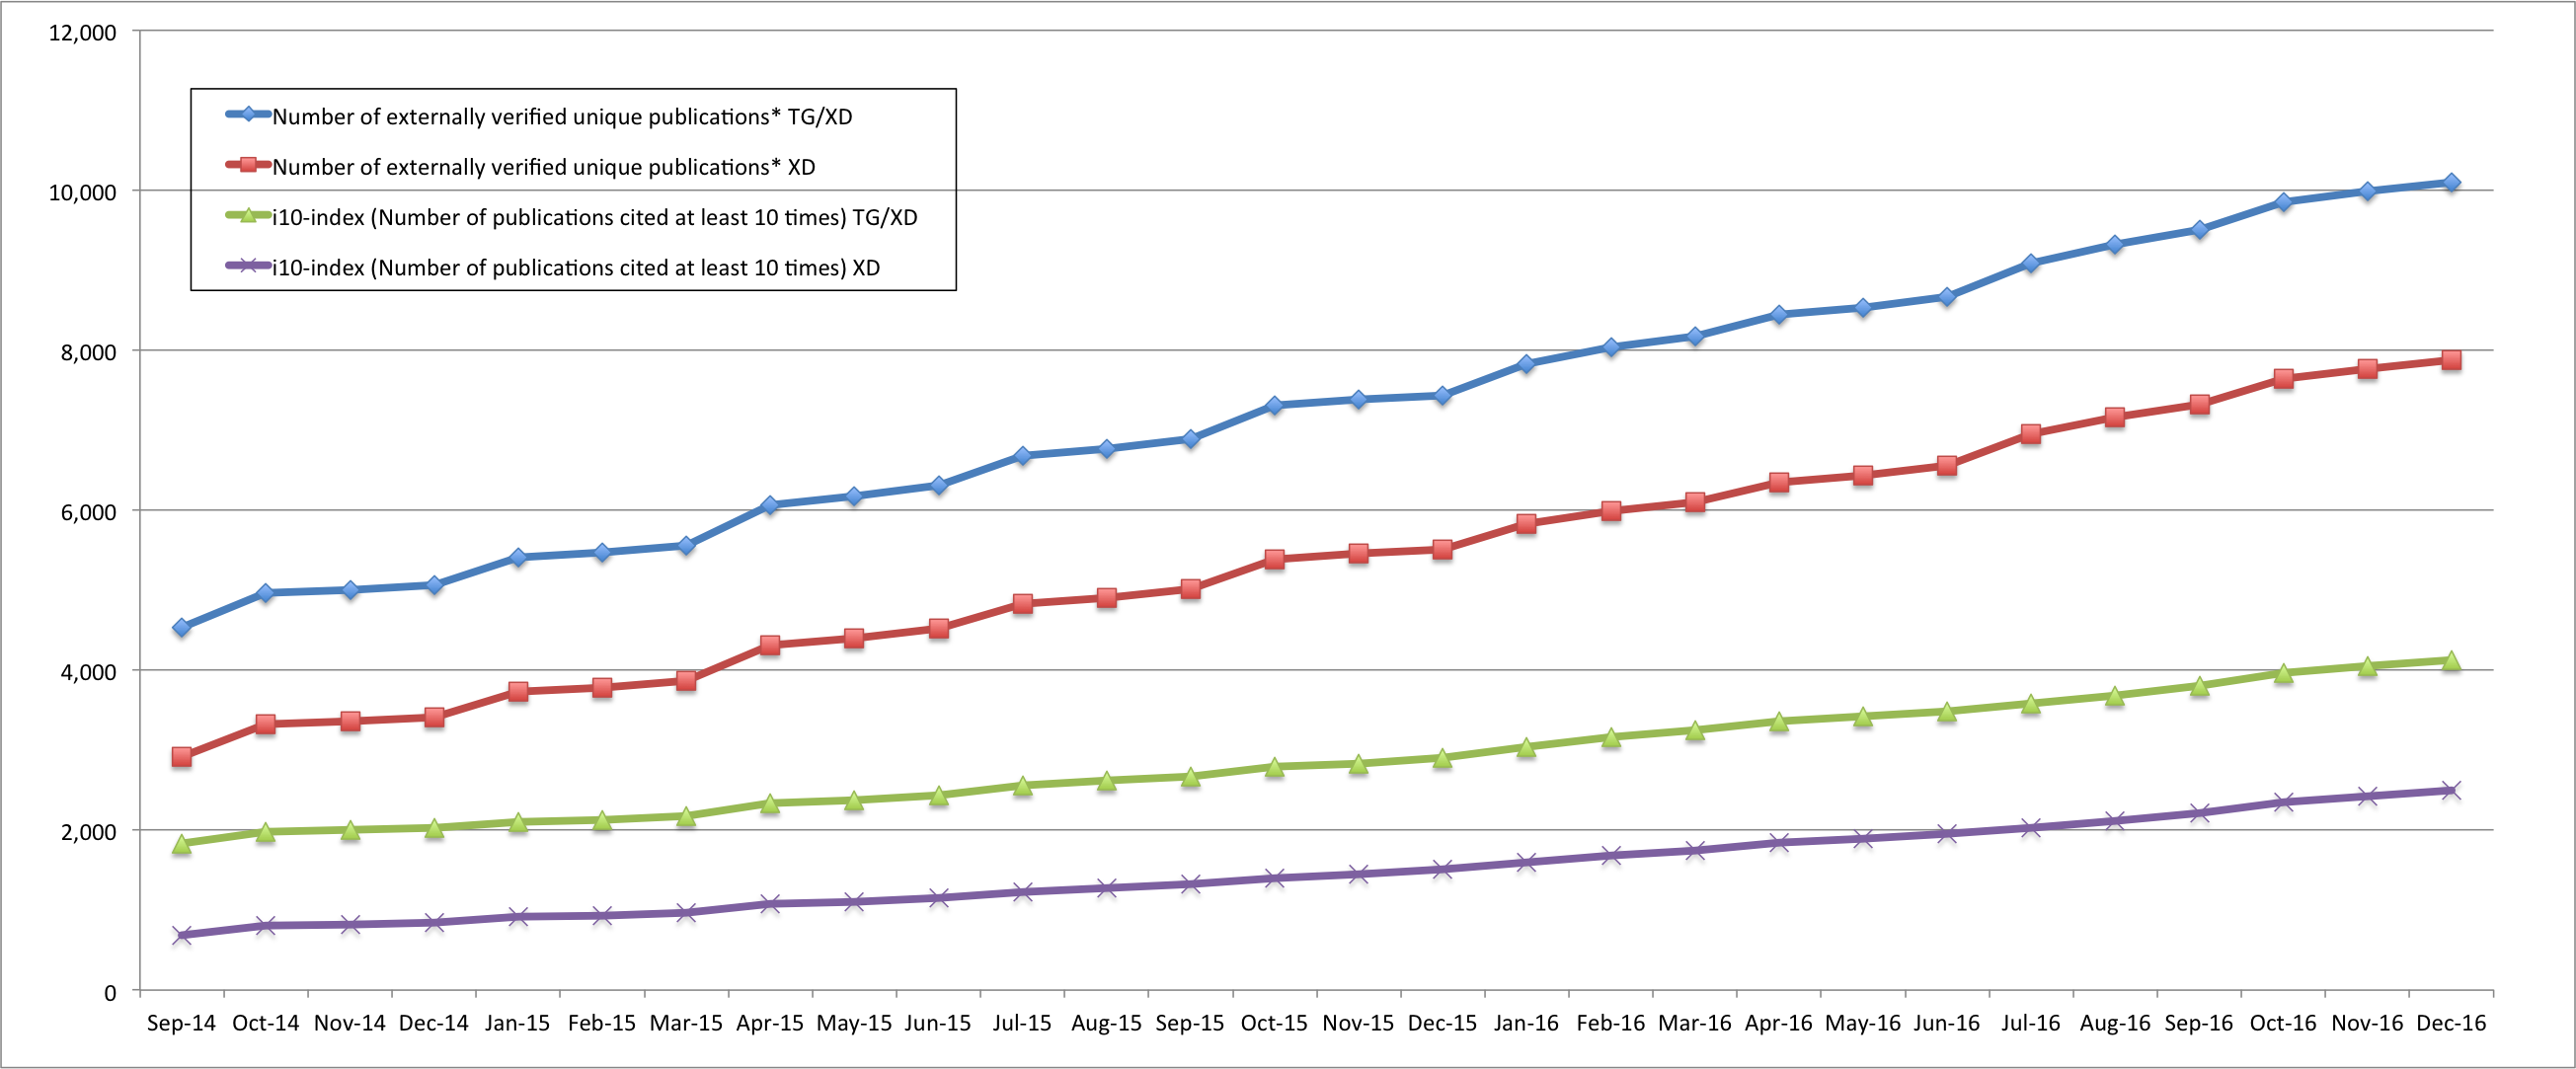 12,000
10,000
8,000
6,000
4,000
2,000
0
Number of externally verified unique publications* TG/XD
Number of externally verified unique publications* XD
i10-index (Number of publications cited at least 10 times) TG/XD
i10-index (Number of publications cited at least 10 times) XD
Sep-14 Oct-14 Nov-14 Dec-14 Jan-15 Feb-15 Mar-15 Apr-15 May-15 Jun-15 Jul-15 Aug-15 Sep-15 Oct-15 Nov-15 Dec-15 Jan-16 Feb-16 Mar-16 Apr-16 May-16 Jun-16 Jul-16 Aug-16 Sep-16 Oct-16 Nov-16 Dec-16